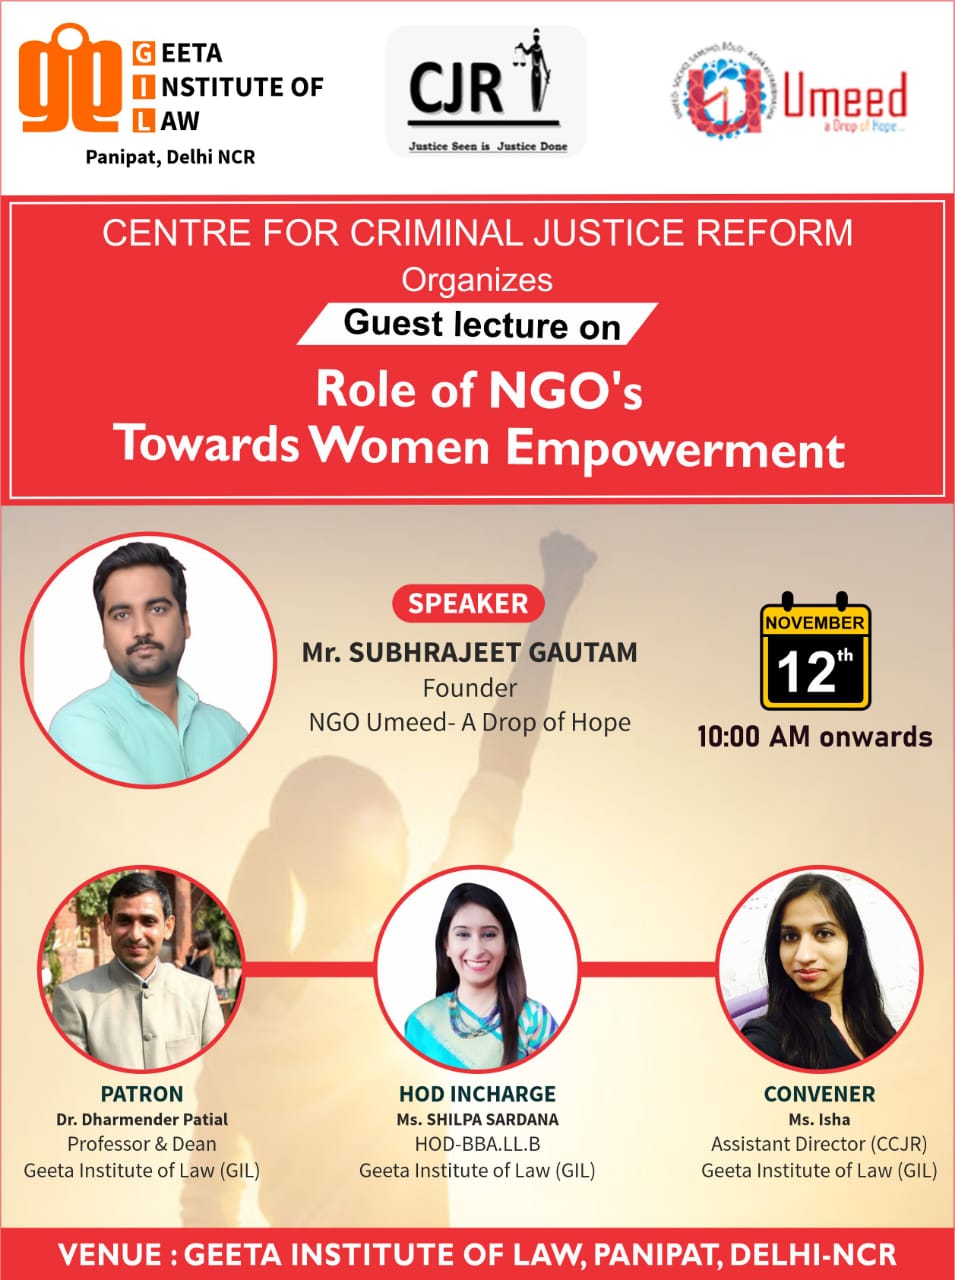 GEETA
INSTITUTE OF
LAW
Panipat, Delhi NCR
CJR
Justice Seen is Justice Done
Umeed
a Drop of Hope...
CENTRE FOR CRIMINAL JUSTICE REFORM
Organizes
Guest lecture on
Role of NGO's
Towards Women Empowerment
SPEAKER
Mr. SUBHRAJEET GAUTAM
Founder
NGO Umeed- A Drop of Hope
NOVEMBER
12th
10:00 AM onwards
PATRON
Dr. Dharmender Patial
Professor & Dean
Geeta Institute of Law (GIL)
HOD INCHARGE
Ms. SHILPA SARDANA
HOD-BBA.LL.B
Geeta Institute of Law (GIL)
CONVENER
Ms. Isha
Assistant Director (CCJR)
Geeta Institute of Law (GIL)
VENUE : GEETA INSTITUTE OF LAW, PANIPAT, DELHI-NCR